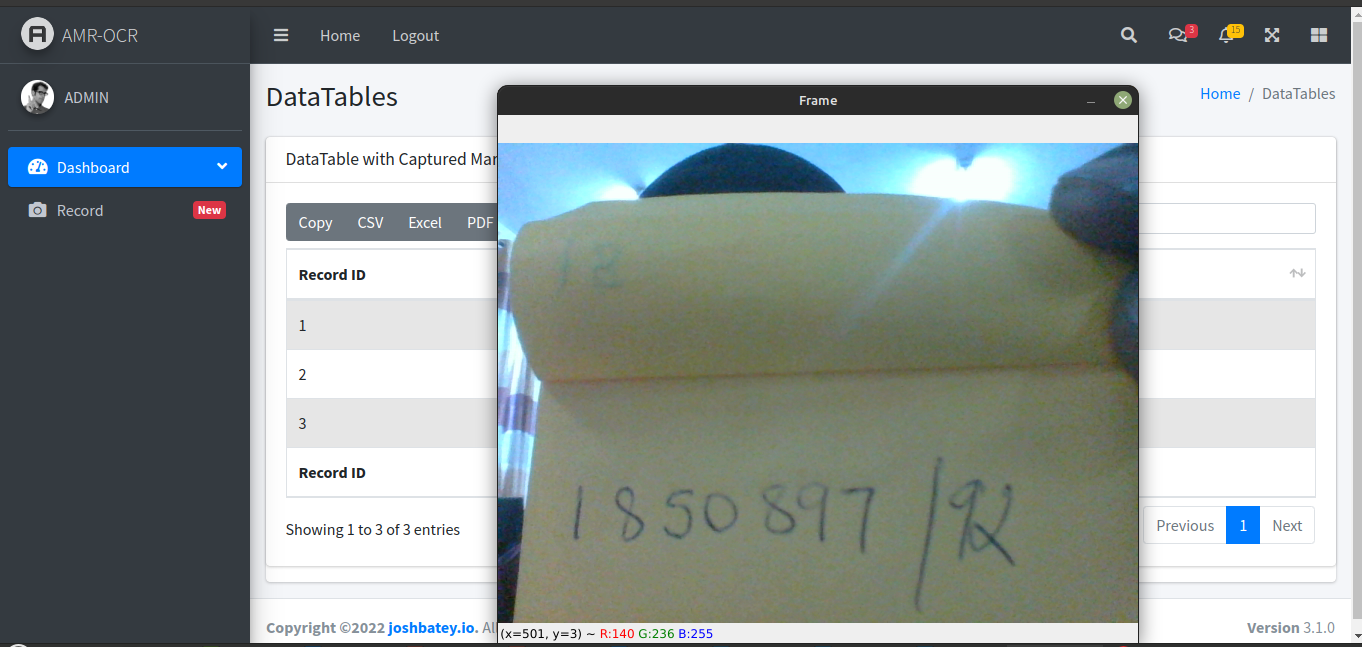 AMR-OCR
Home
Logout
3
15
ADMIN
Dashboard
Record
New
DataTables
Home / DataTables
DataTable with Captured Mar
Copy CSV Excel PDF
Record ID
1
2
3
Record ID
Showing 1 to 3 of 3 entries
Previous 1 Next
Copyright ©2022 joshbatey.io. All
Version 3.1.0
Frame
18
1850897 /
(x=501, y=3) ~ R:140 G:236 B:255